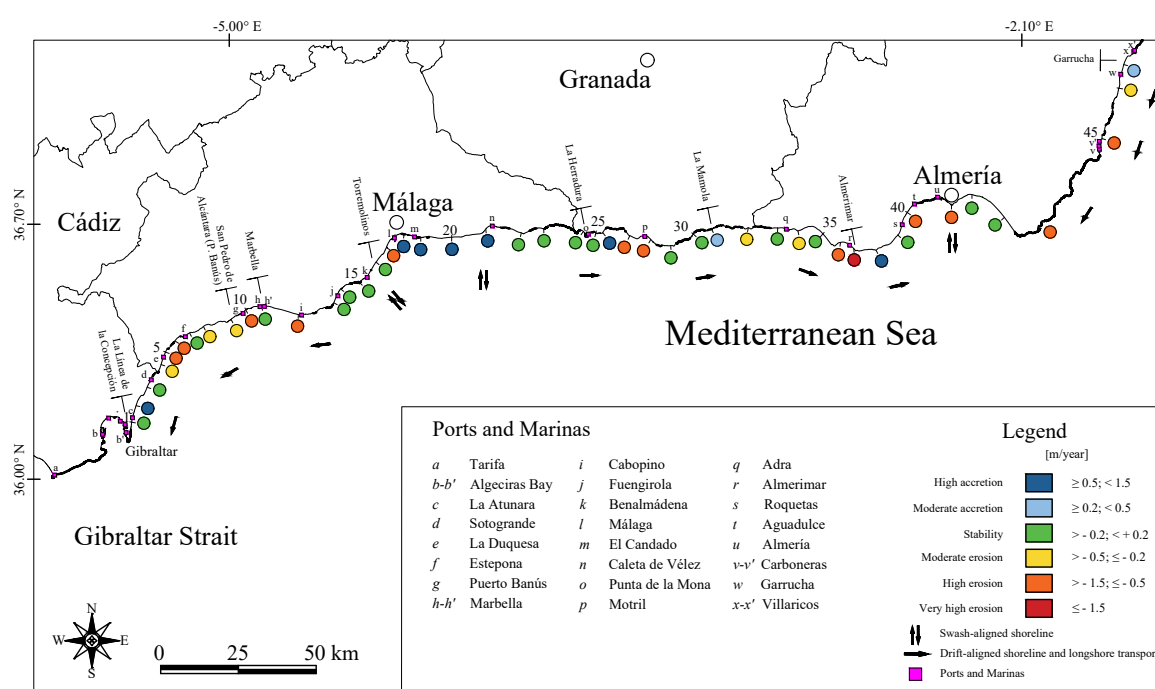 -5.00° E
-2.10° E
36.70° N
36.00° N
Granada
Málaga
Almería
Cádiz
Gibraltar
Gibraltar Strait
Mediterranean Sea
La Línea de
la Concepción
Alcántara (P. Banús)
San Pedro de
Marbella
Torremolinos
La Herradura
La Mamola
Almerimar
Garrucha
a
b
b'
c
d
e
5
f
g
10
h
h'
i
j
15
k
l
m
20
n
o
25
p
30
q
35
r
s
40
t
u
v
v'
45
w
x
x'
N
W
E
S
0 25 50 km
Ports and Marinas
a Tarifa
b-b' Algeciras Bay
c La Atunara
d Sotogrande
e La Duquesa
f Estepona
g Puerto Banús
h-h' Marbella
i Cabopino
j Fuengirola
k Benalmádena
l Málaga
m El Candado
n Caleta de Vélez
o Punta de la Mona
p Motril
q Adra
r Almerimar
s Roquetas
t Aguadulce
u Almería
v-v' Carboneras
w Garrucha
x-x' Villaricos
Legend
[m/year]
High accretion ≥ 0.5; < 1.5
Moderate accretion ≥ 0.2; < 0.5
Stability > - 0.2; < + 0.2
Moderate erosion > - 0.5; ≤ - 0.2
High erosion > - 1.5; ≤ - 0.5
Very high erosion ≤ - 1.5
Swash-aligned shoreline
Drift-aligned shoreline and longshore transport
Ports and Marinas